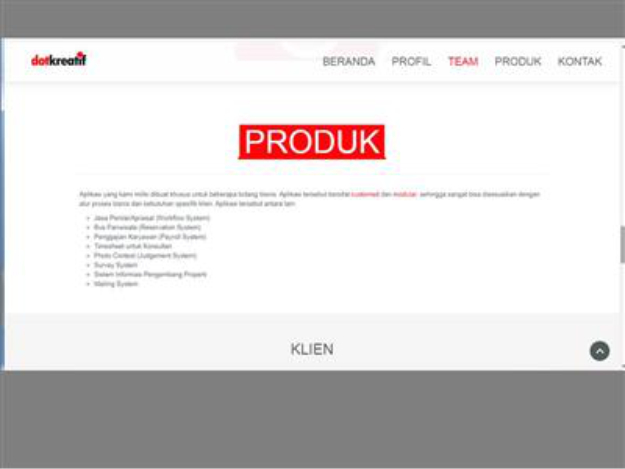 dotkreatif
BERANDA PROFIL TEAM PRODUK KONTAK
PRODUK
Aplikasi yang kami miliki dibuat khusus untuk beberapa bidang bisnis. Aplikasi tersebut bersifat customed dan modular, sehingga sangat bisa disesuaikan dengan
alur proses bisnis dan kebutuhan spesifik klien. Aplikasi tersebut antara lain:
Jasa Penilai/Apraisal (Workflow System)
Bus Pariwisata (Reservation System)
Penggajian Karyawan (Payroll System)
Timesheet untuk Konsultan
Photo Contest (Judgement System)
Survey System
Sistem Informasi Pengembang Properti
Mailing System
KLIEN